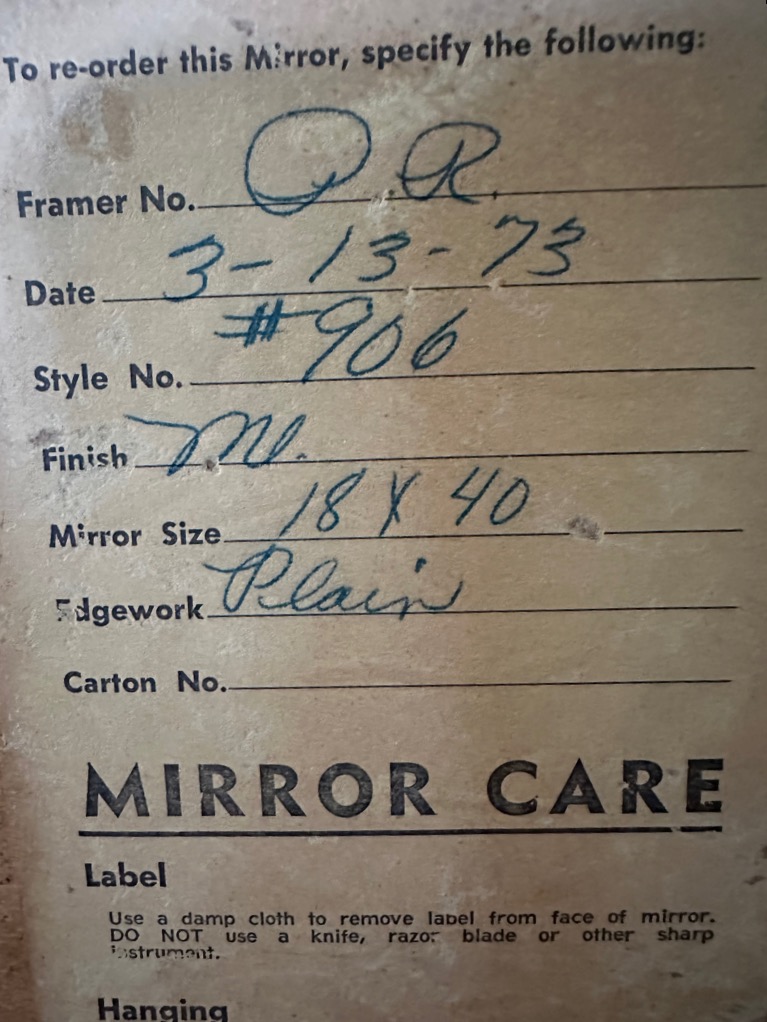 To re-order this Mirror, specify the following:
Framer No. O R.
Date 3-13-73
Style No. #906
Finish
Mirror Size 18 X 40
Edgework Plain
Carton No.
MIRROR CARE
Label
Use a damp cloth to remove label from face of mirror.
DO NOT use a knife, razor blade or other sharp
instrument.
Hanging